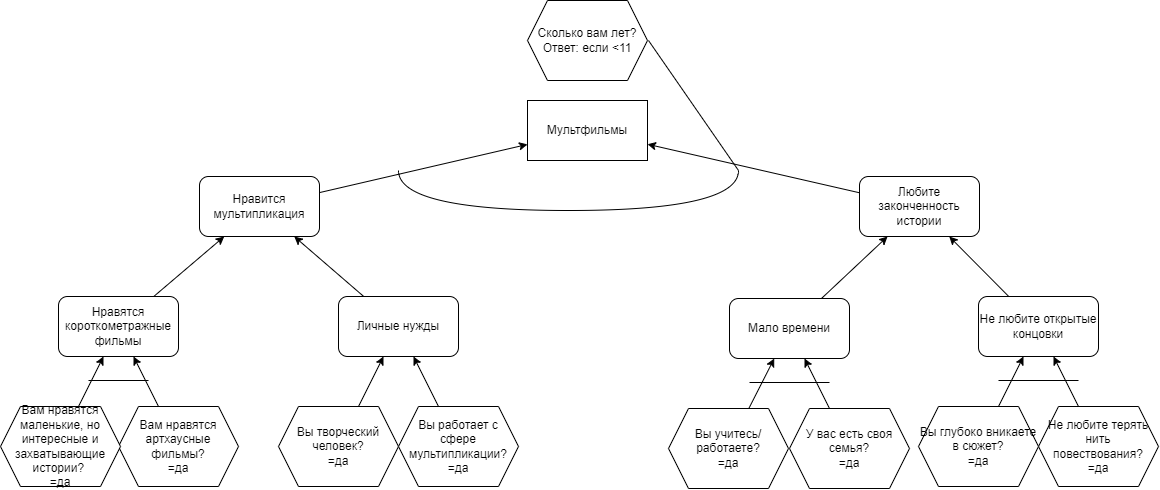 Сколько вам лет?
Ответ: если <11
Мультфильмы
Нравится
мультипликация
Любите
законченность
истории
Нравятся
короткометражные
фильмы
Личные нужды
Мало времени
Не любите открытые
концовки
Вам нравятся
маленькие, но
интересные и
захватывающие
истории?
=да
Вам нравятся
артхаусные
фильмы?
=да
Вы творческий
человек?
=да
Вы работает с
сфере
мультипликации?
=да
Вы учитесь/
работаете?
=да
У вас есть своя
семья?
=да
Вы глубоко вникаете
в сюжет?
=да
Не любите терять
нить
повествования?
=да